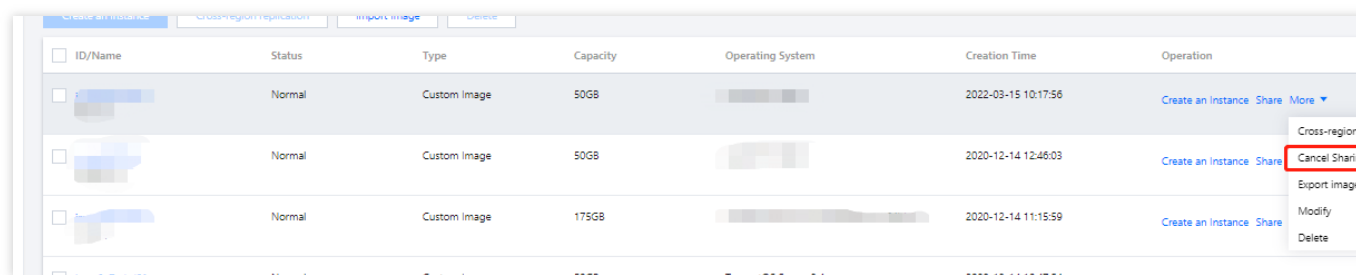 Create an Instance Cross-region replication Import Image Delete
ID/Name Status Type Capacity Operating System Creation Time Operation
Normal Custom Image 50GB 2022-03-15 10:17:56 Create an Instance Share More
Cross-region
Normal Custom Image 50GB 2020-12-14 12:46:03 Create an Instance Share Cancel Shari
Export image
Normal Custom Image 175GB 2020-12-14 11:15:59 Create an Instance Share Modify
Delete